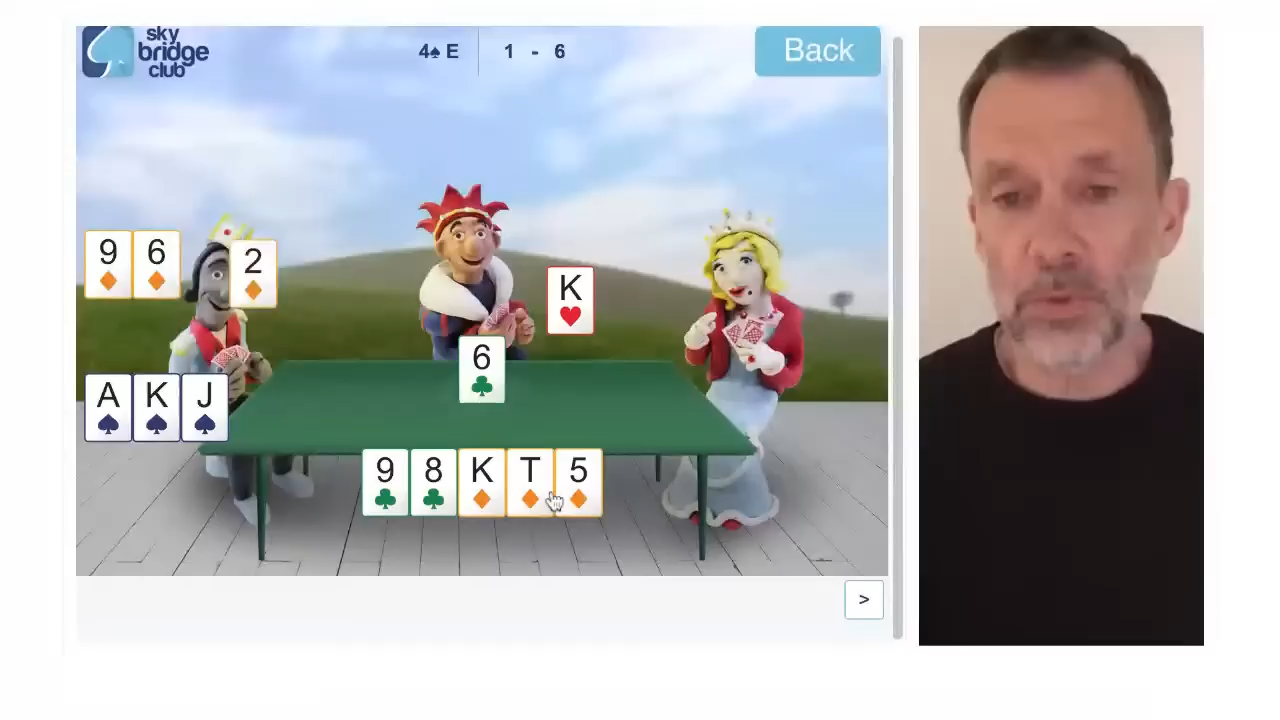 sky
bridge
club
4♠ E 1 - 6
Back
9♦ 6♦ 2♦
K♥
6♣
A♠ K♠ J♠
9♣ 8♣ K♦ T♦ 5♦
>